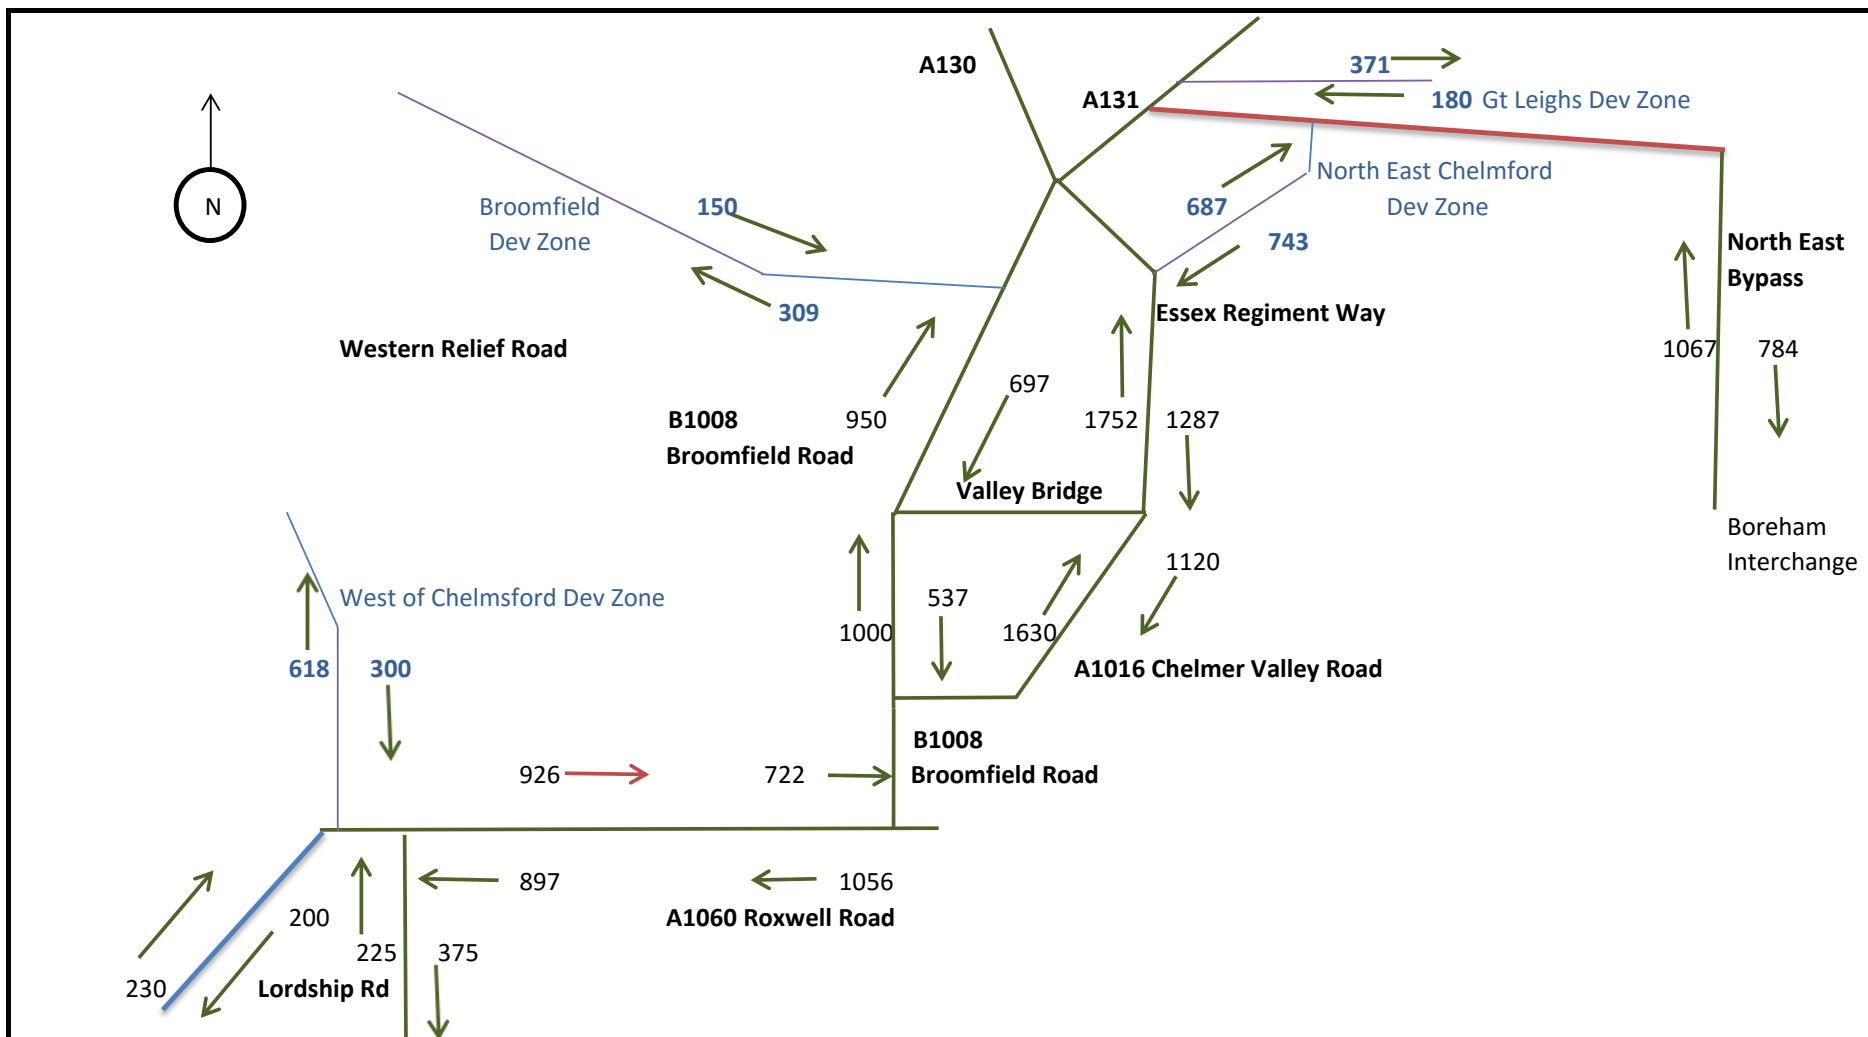 A130
371
A131
180 Gt Leighs Dev Zone
N
Broomfield
Dev Zone
150
North East Chelmford
Dev Zone
687
743
North East
Bypass
309
Essex Regiment Way
Western Relief Road
1067
784
697
B1008
Broomfield Road
950
1752
1287
Valley Bridge
Boreham
Interchange
1120
West of Chelmsford Dev Zone
537
1000
1630
618
300
A1016 Chelmer Valley Road
B1008
Broomfield Road
926
722
897
1056
200
A1060 Roxwell Road
225
375
230
Lordship Rd